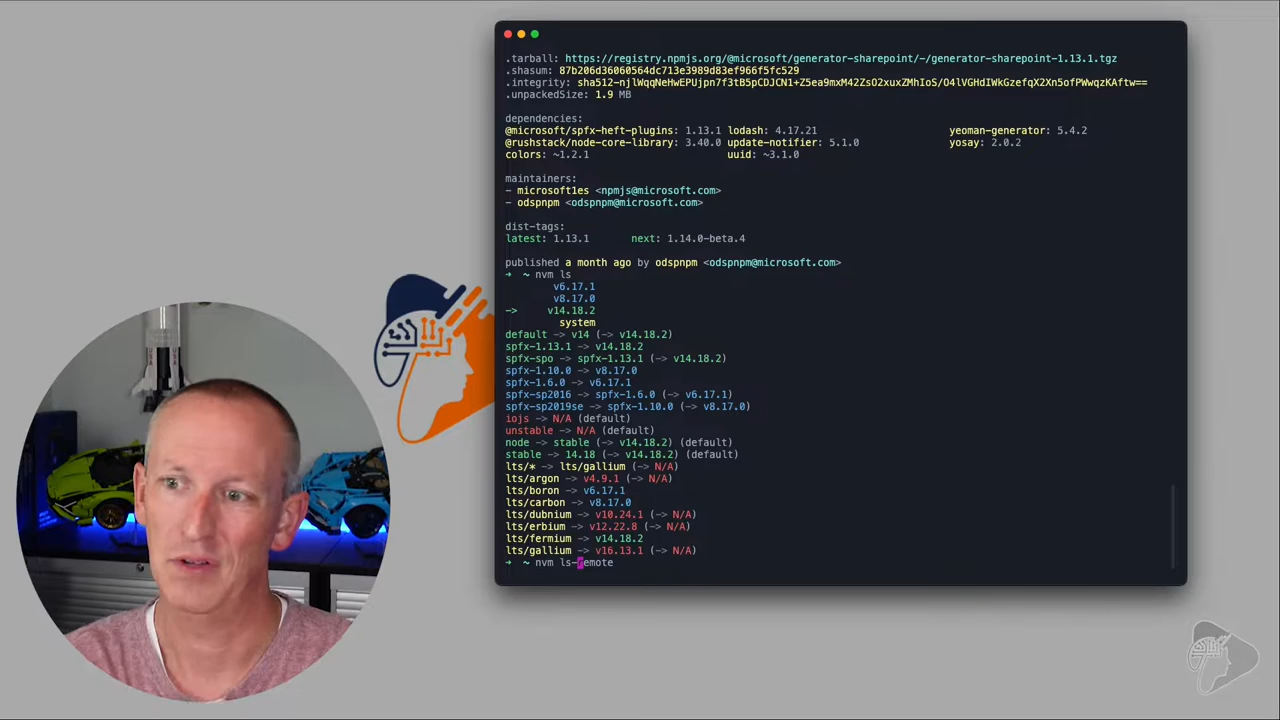 .tarball: https://registry.npmjs.org/@microsoft/generator-sharepoint/-/generator-sharepoint-1.13.1.tgz
.shasum: 87b206d36060564dc713e3989d83ef966f5fc529
.integrity: sha512-njlWqqNeHwEPUjpn7f3tB5pCDJCN1+Z5ea9mxM42ZsO2xuxZMhIoS/O4lVGHdIWkGzefqX2Xn5ofPWwqzKAftw==
.unpackedSize: 1.9 MB
dependencies:
@microsoft/spfx-heft-plugins: 1.13.1 lodash: 4.17.21 yeoman-generator: 5.4.2
@rushstack/node-core-library: 3.40.0 update-notifier: 5.1.0 yosay: 2.0.2
colors: ~1.2.1 uuid: ~3.1.0
maintainers:
- microsoft1es <npmjs@microsoft.com>
- odspnpm <odspnpm@microsoft.com>
dist-tags:
latest: 1.13.1 next: 1.14.0-beta.4
published a month ago by odspnpm <odspnpm@microsoft.com>
➜ ~ nvm ls
v6.17.1
v8.17.0
-> v14.18.2
system
default -> v14 (-> v14.18.2)
spfx-1.13.1 -> v14.18.2
spfx-spo -> spfx-1.13.1 (-> v14.18.2)
spfx-1.10.0 -> v8.17.0
spfx-1.6.0 -> v6.17.1
spfx-sp2016 -> spfx-1.6.0 (-> v6.17.1)
spfx-sp2019se -> spfx-1.10.0 (-> v8.17.0)
iojs -> N/A (default)
unstable -> N/A (default)
node -> stable (-> v14.18.2) (default)
stable -> 14.18 (-> v14.18.2) (default)
lts/* -> lts/gallium (-> N/A)
lts/argon -> v4.9.1 (-> N/A)
lts/boron -> v6.17.1
lts/carbon -> v8.17.0
lts/dubnium -> v10.24.1 (-> N/A)
lts/erbium -> v12.22.8 (-> N/A)
lts/fermium -> v14.18.2
lts/gallium -> v16.13.1 (-> N/A)
➜ ~ nvm ls-remote